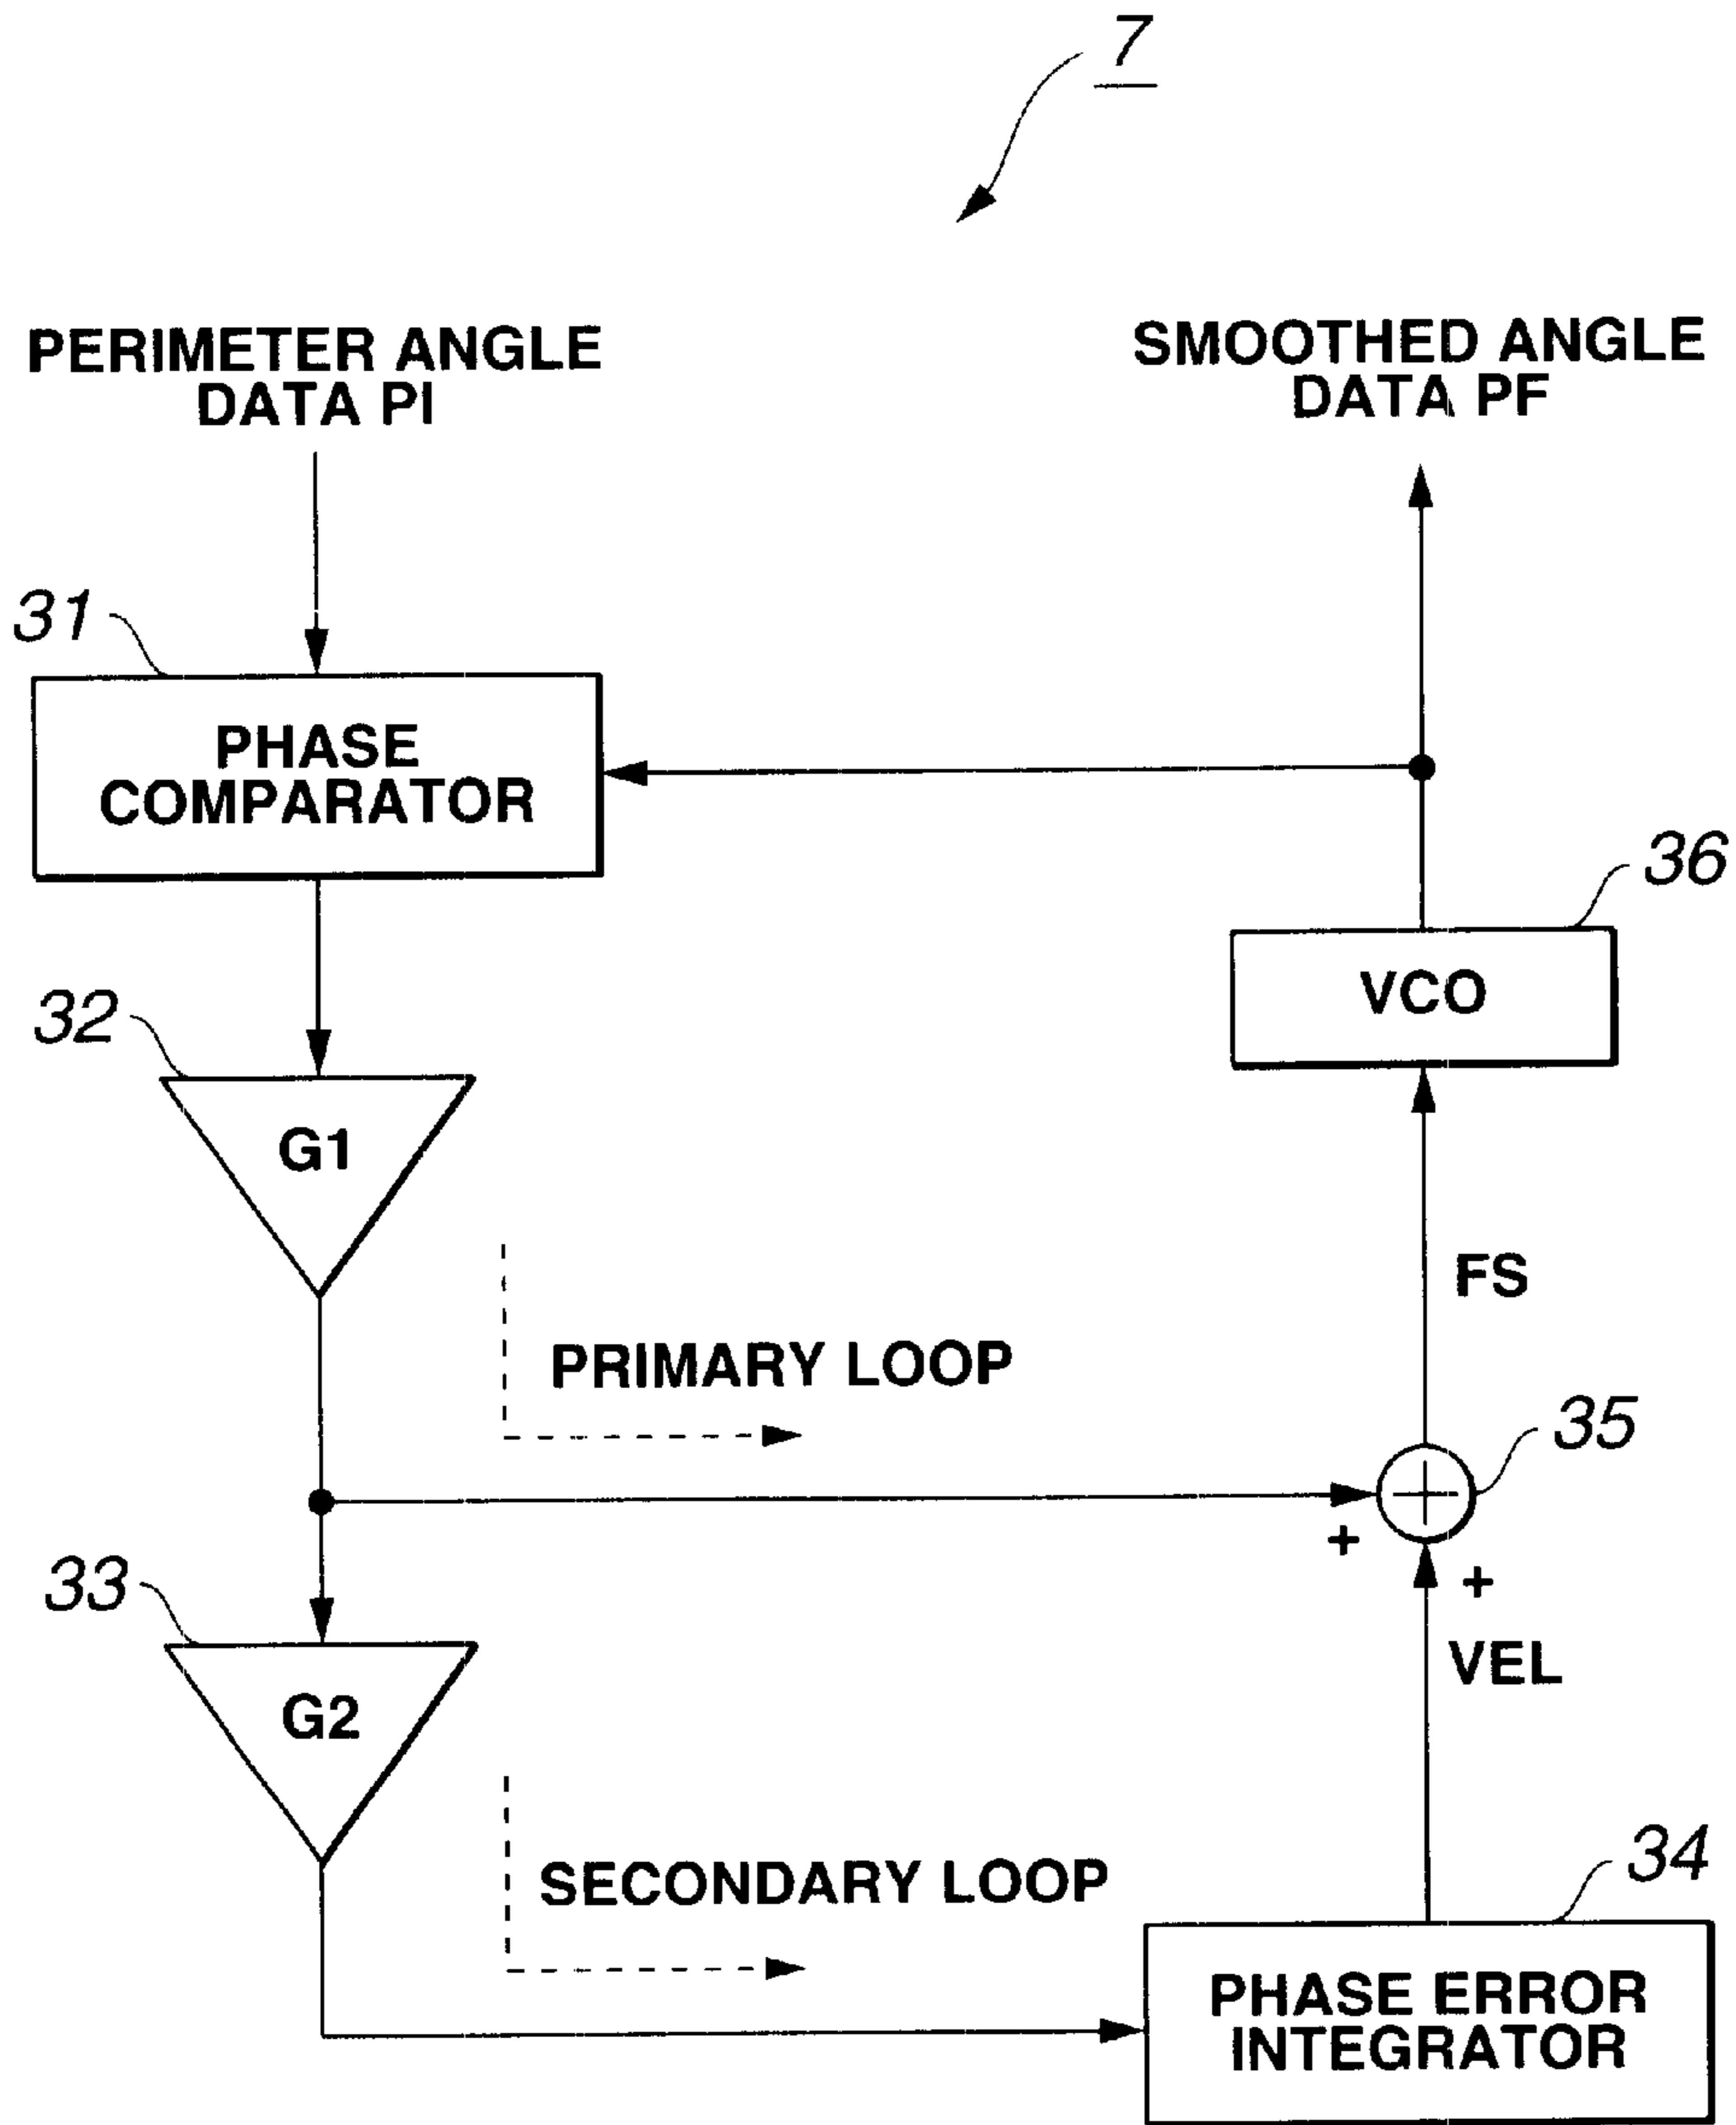 7
PERIMETER ANGLE
DATA PI
SMOOTHED ANGLE
DATA PF
31
PHASE
COMPARATOR
36
VCO
32
G1
FS
PRIMARY LOOP
35
+
+
33
VEL
G2
34
SECONDARY LOOP
PHASE ERROR
INTEGRATOR